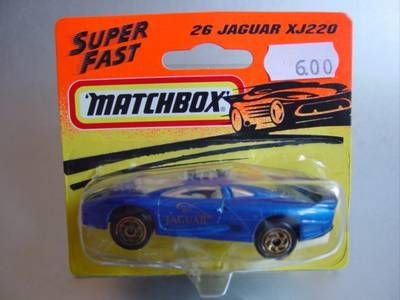 SUPER
FAST
26 JAGUAR XJ220
6.00
"MATCHBOX"
JAGUAR